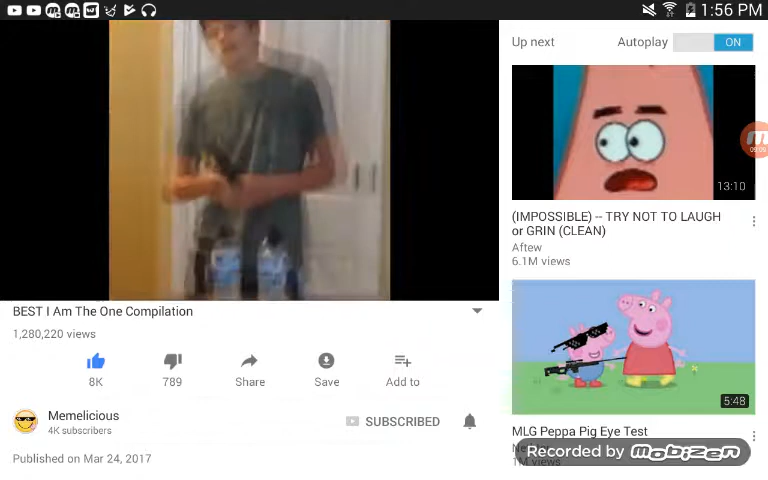 1:56 PM
Up next
Autoplay
ON
13:10
(IMPOSSIBLE) -- TRY NOT TO LAUGH
or GRIN (CLEAN)
Aftew
6.1M views
BEST I Am The One Compilation
1,280,220 views
8K
789
Share
Save
Add to
Memelicious
4K subscribers
SUBSCRIBED
Published on Mar 24, 2017
5:48
MLG Peppa Pig Eye Test
1M views
Recorded by mobizen